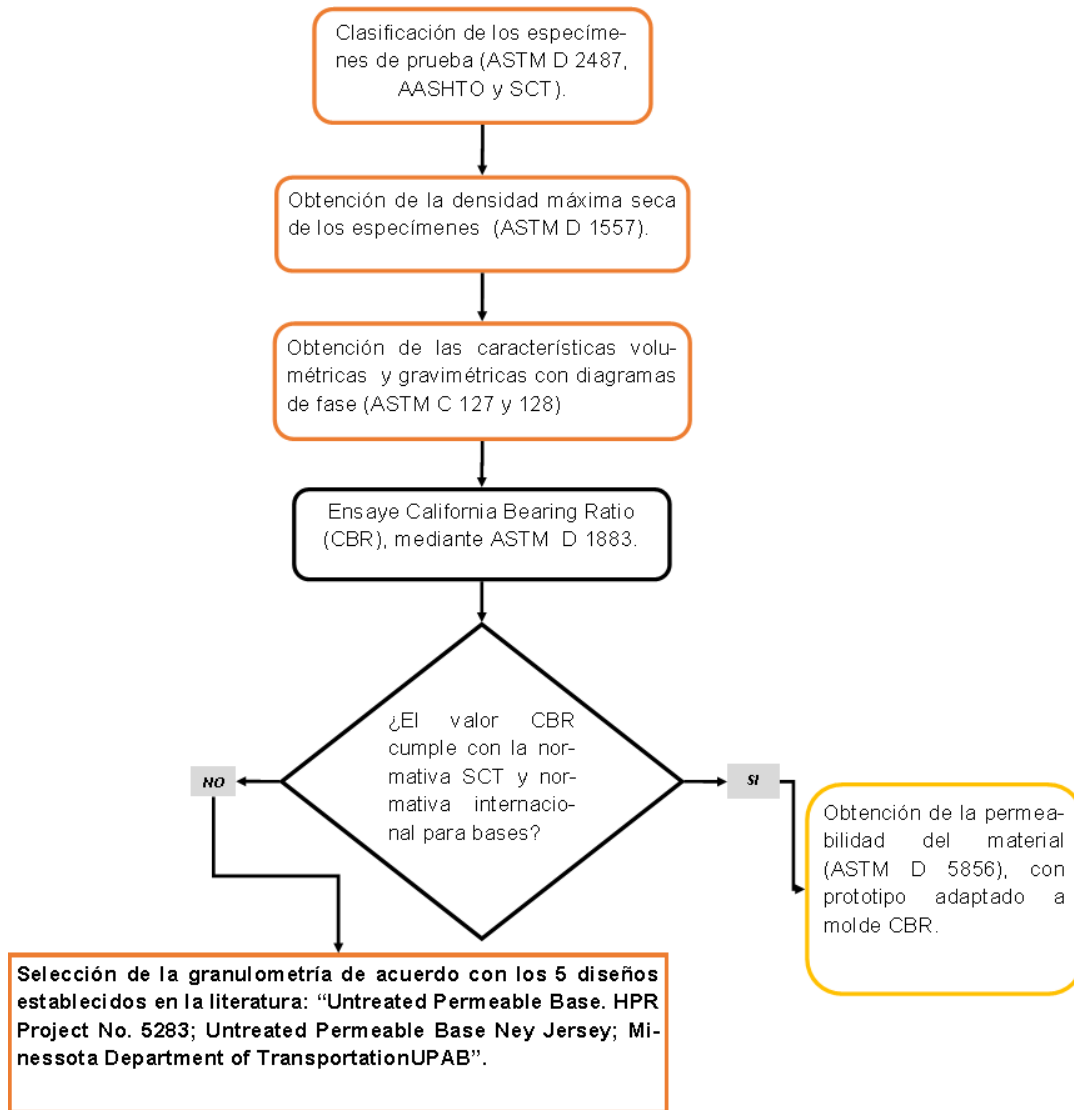 Clasificación de los especíme-
nes de prueba (ASTM D 2487,
AASHTO y SCT).
Obtención de la densidad máxima seca
de los especímenes (ASTM D 1557).
Obtención de las características volu-
métricas y gravimétricas con diagramas
de fase (ASTM C 127 y 128)
Ensaye California Bearing Ratio
(CBR), mediante ASTM D 1883.
¿El valor CBR
cumple con la nor-
mativa SCT y nor-
mativa internacio-
nal para bases?
NO
SI
Obtención de la permea-
bilidad del material
(ASTM D 5856), con
prototipo adaptado a
molde CBR.
Selección de la granulometría de acuerdo con los 5 diseños
establecidos en la literatura: “Untreated Permeable Base. HPR
Project No. 5283; Untreated Permeable Base Ney Jersey; Mi-
nessota Department of TransportationUPAB”.